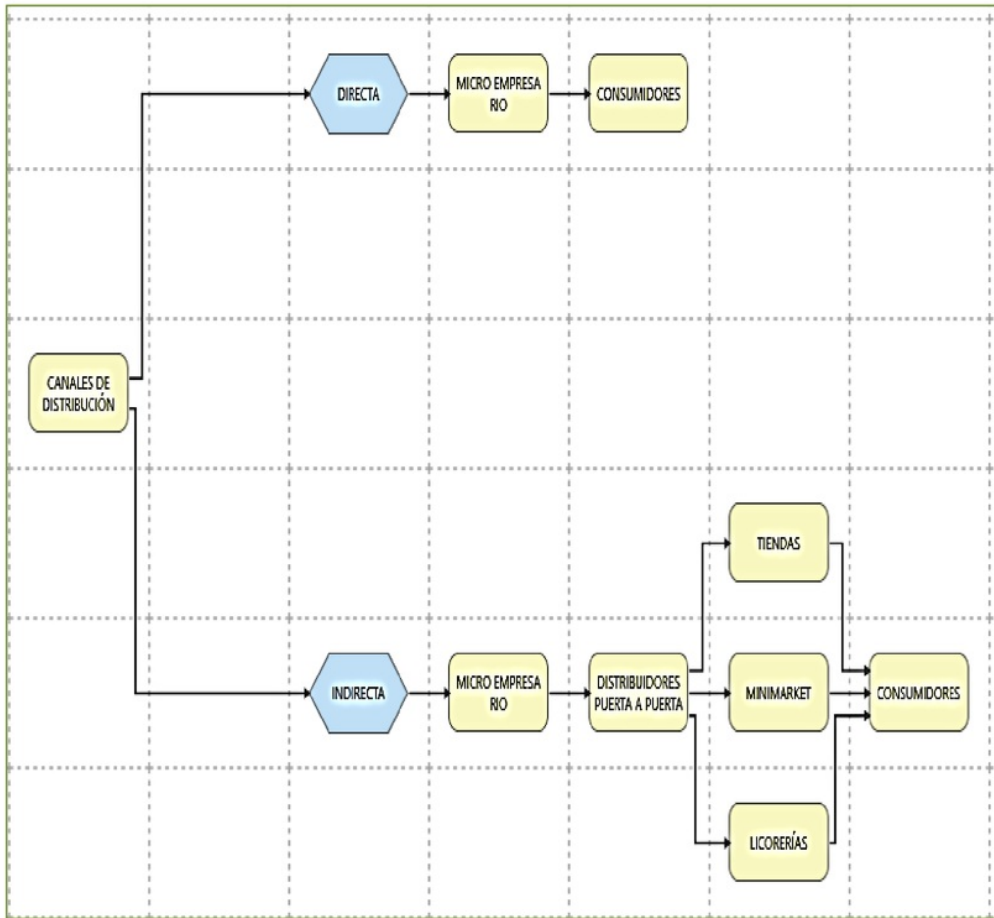 DIRECTA
MICRO EMPRESA
RIO
CONSUMIDORES
CANALES DE
DISTRIBUCIÓN
TIENDAS
INDIRECTA
MICRO EMPRESA
RIO
DISTRIBUIDORES
PUERTA A PUERTA
MINIMARKET
CONSUMIDORES
LICORERÍAS